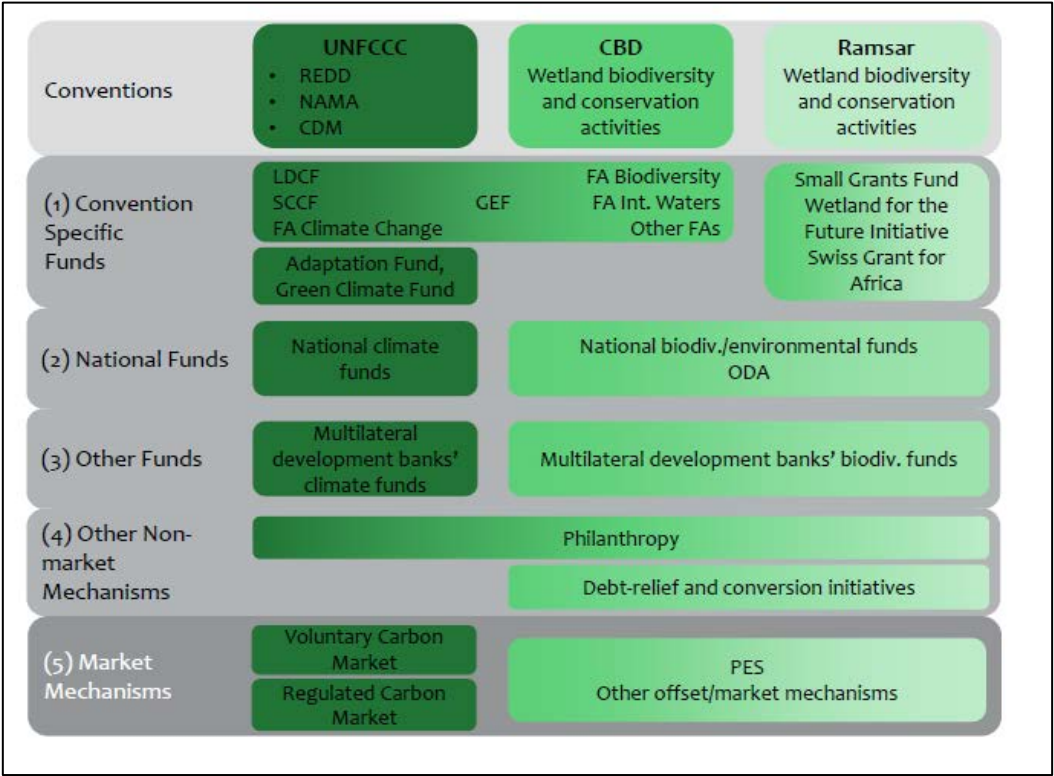 Conventions
UNFCCC
• REDD
• NAMA
• CDM
CBD
Wetland biodiversity
and conservation
activities
Ramsar
Wetland biodiversity
and conservation
activities
(1) Convention
Specific
Funds
LDCF
SCCF
FA Climate Change
GEF
FA Biodiversity
FA Int. Waters
Other FAs
Adaptation Fund,
Green Climate Fund
Small Grants Fund
Wetland for the
Future Initiative
Swiss Grant for
Africa
(2) National Funds
National climate
funds
National biodiv./environmental funds
ODA
(3) Other Funds
Multilateral
development banks'
climate funds
Multilateral development banks' biodiv. funds
(4) Other Non-
market
Mechanisms
Philanthropy
Debt-relief and conversion initiatives
(5) Market
Mechanisms
Voluntary Carbon
Market
Regulated Carbon
Market
PES
Other offset/market mechanisms